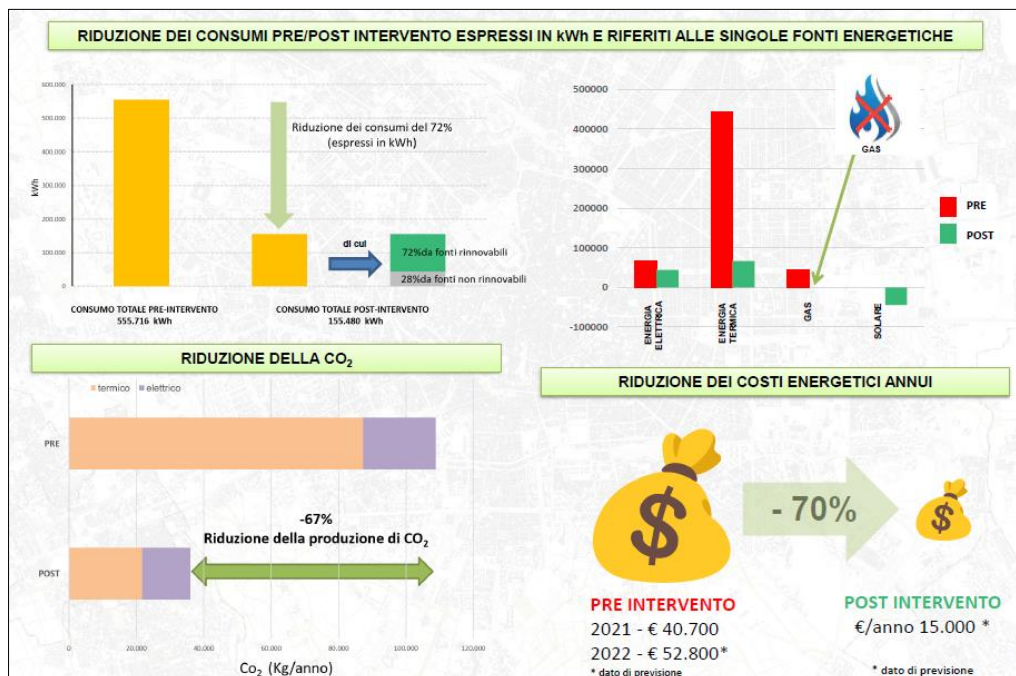 RIDUZIONE DEI CONSUMI PRE/POST INTERVENTO ESPRESSI IN kWh E RIFERITI ALLE SINGOLE FONTI ENERGETICHE
600.000
500.000
400.000
300.000
200.000
100.000
0
kWh
Riduzione dei consumi del 72%
(espressi in kWh)
di cui
72%da fonti rinnovabili
28%da fonti non rinnovabili
CONSUMO TOTALE PRE-INTERVENTO
555.716 kWh
CONSUMO TOTALE POST-INTERVENTO
155.480 kWh
500000
400000
300000
200000
100000
0
-100000
GAS
PRE
POST
ENERGIA
ELETTRICA
ENERGIA
TERMICA
GAS
SOLARE
RIDUZIONE DELLA CO2
termico
elettrico
PRE
POST
-67%
Riduzione della produzione di CO2
0
20.000
40.000
60.000
80.000
100.000
120.000
Co2 (Kg/anno)
RIDUZIONE DEI COSTI ENERGETICI ANNUI
$
- 70%
$
PRE INTERVENTO
2021 - € 40.700
2022 - € 52.800*
* dato di previsione
POST INTERVENTO
€/anno 15.000 *
* dato di previsione